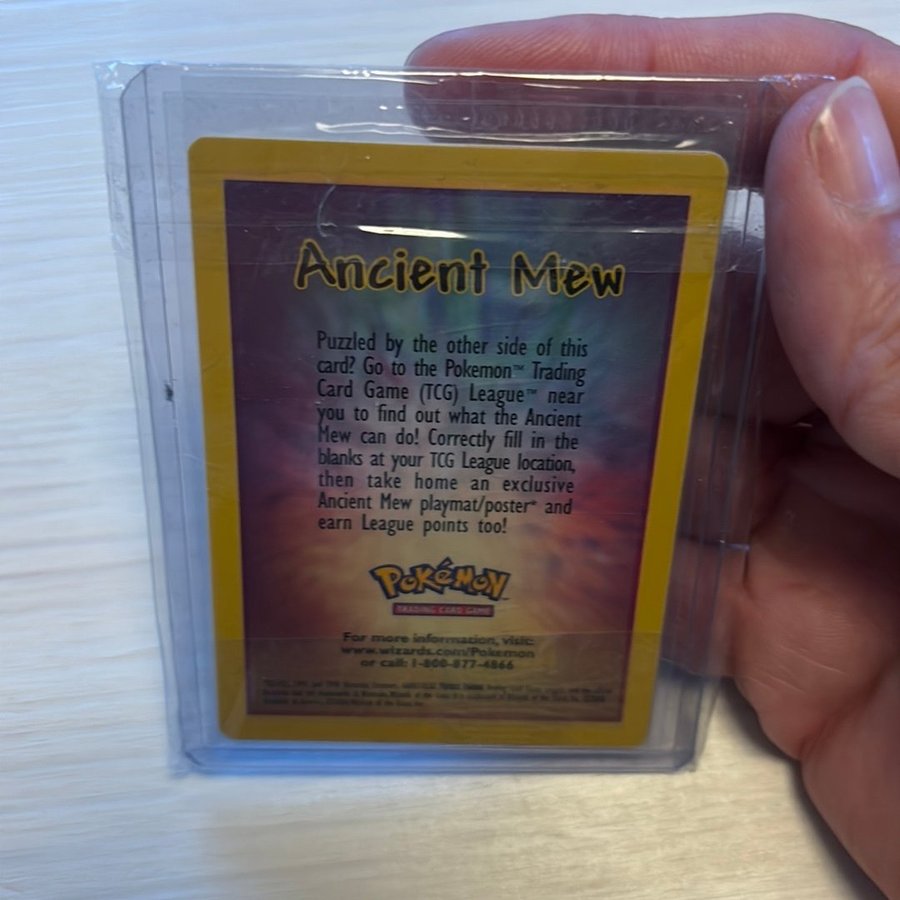 Ancient Mew
Puzzled by the other side of this
card? Go to the Pokemon™ Trading
Card Game (TCG) League™ near
you to find out what the Ancient
Mew can do! Correctly fill in the
blanks at your TCG League location,
then take home an exclusive
Ancient Mew playmat/poster* and
earn League points too!
POKéMON™
TRADING CARD GAME
For more information, visit:
www.wizards.com/Pokemon
or call: 1-800-877-4866